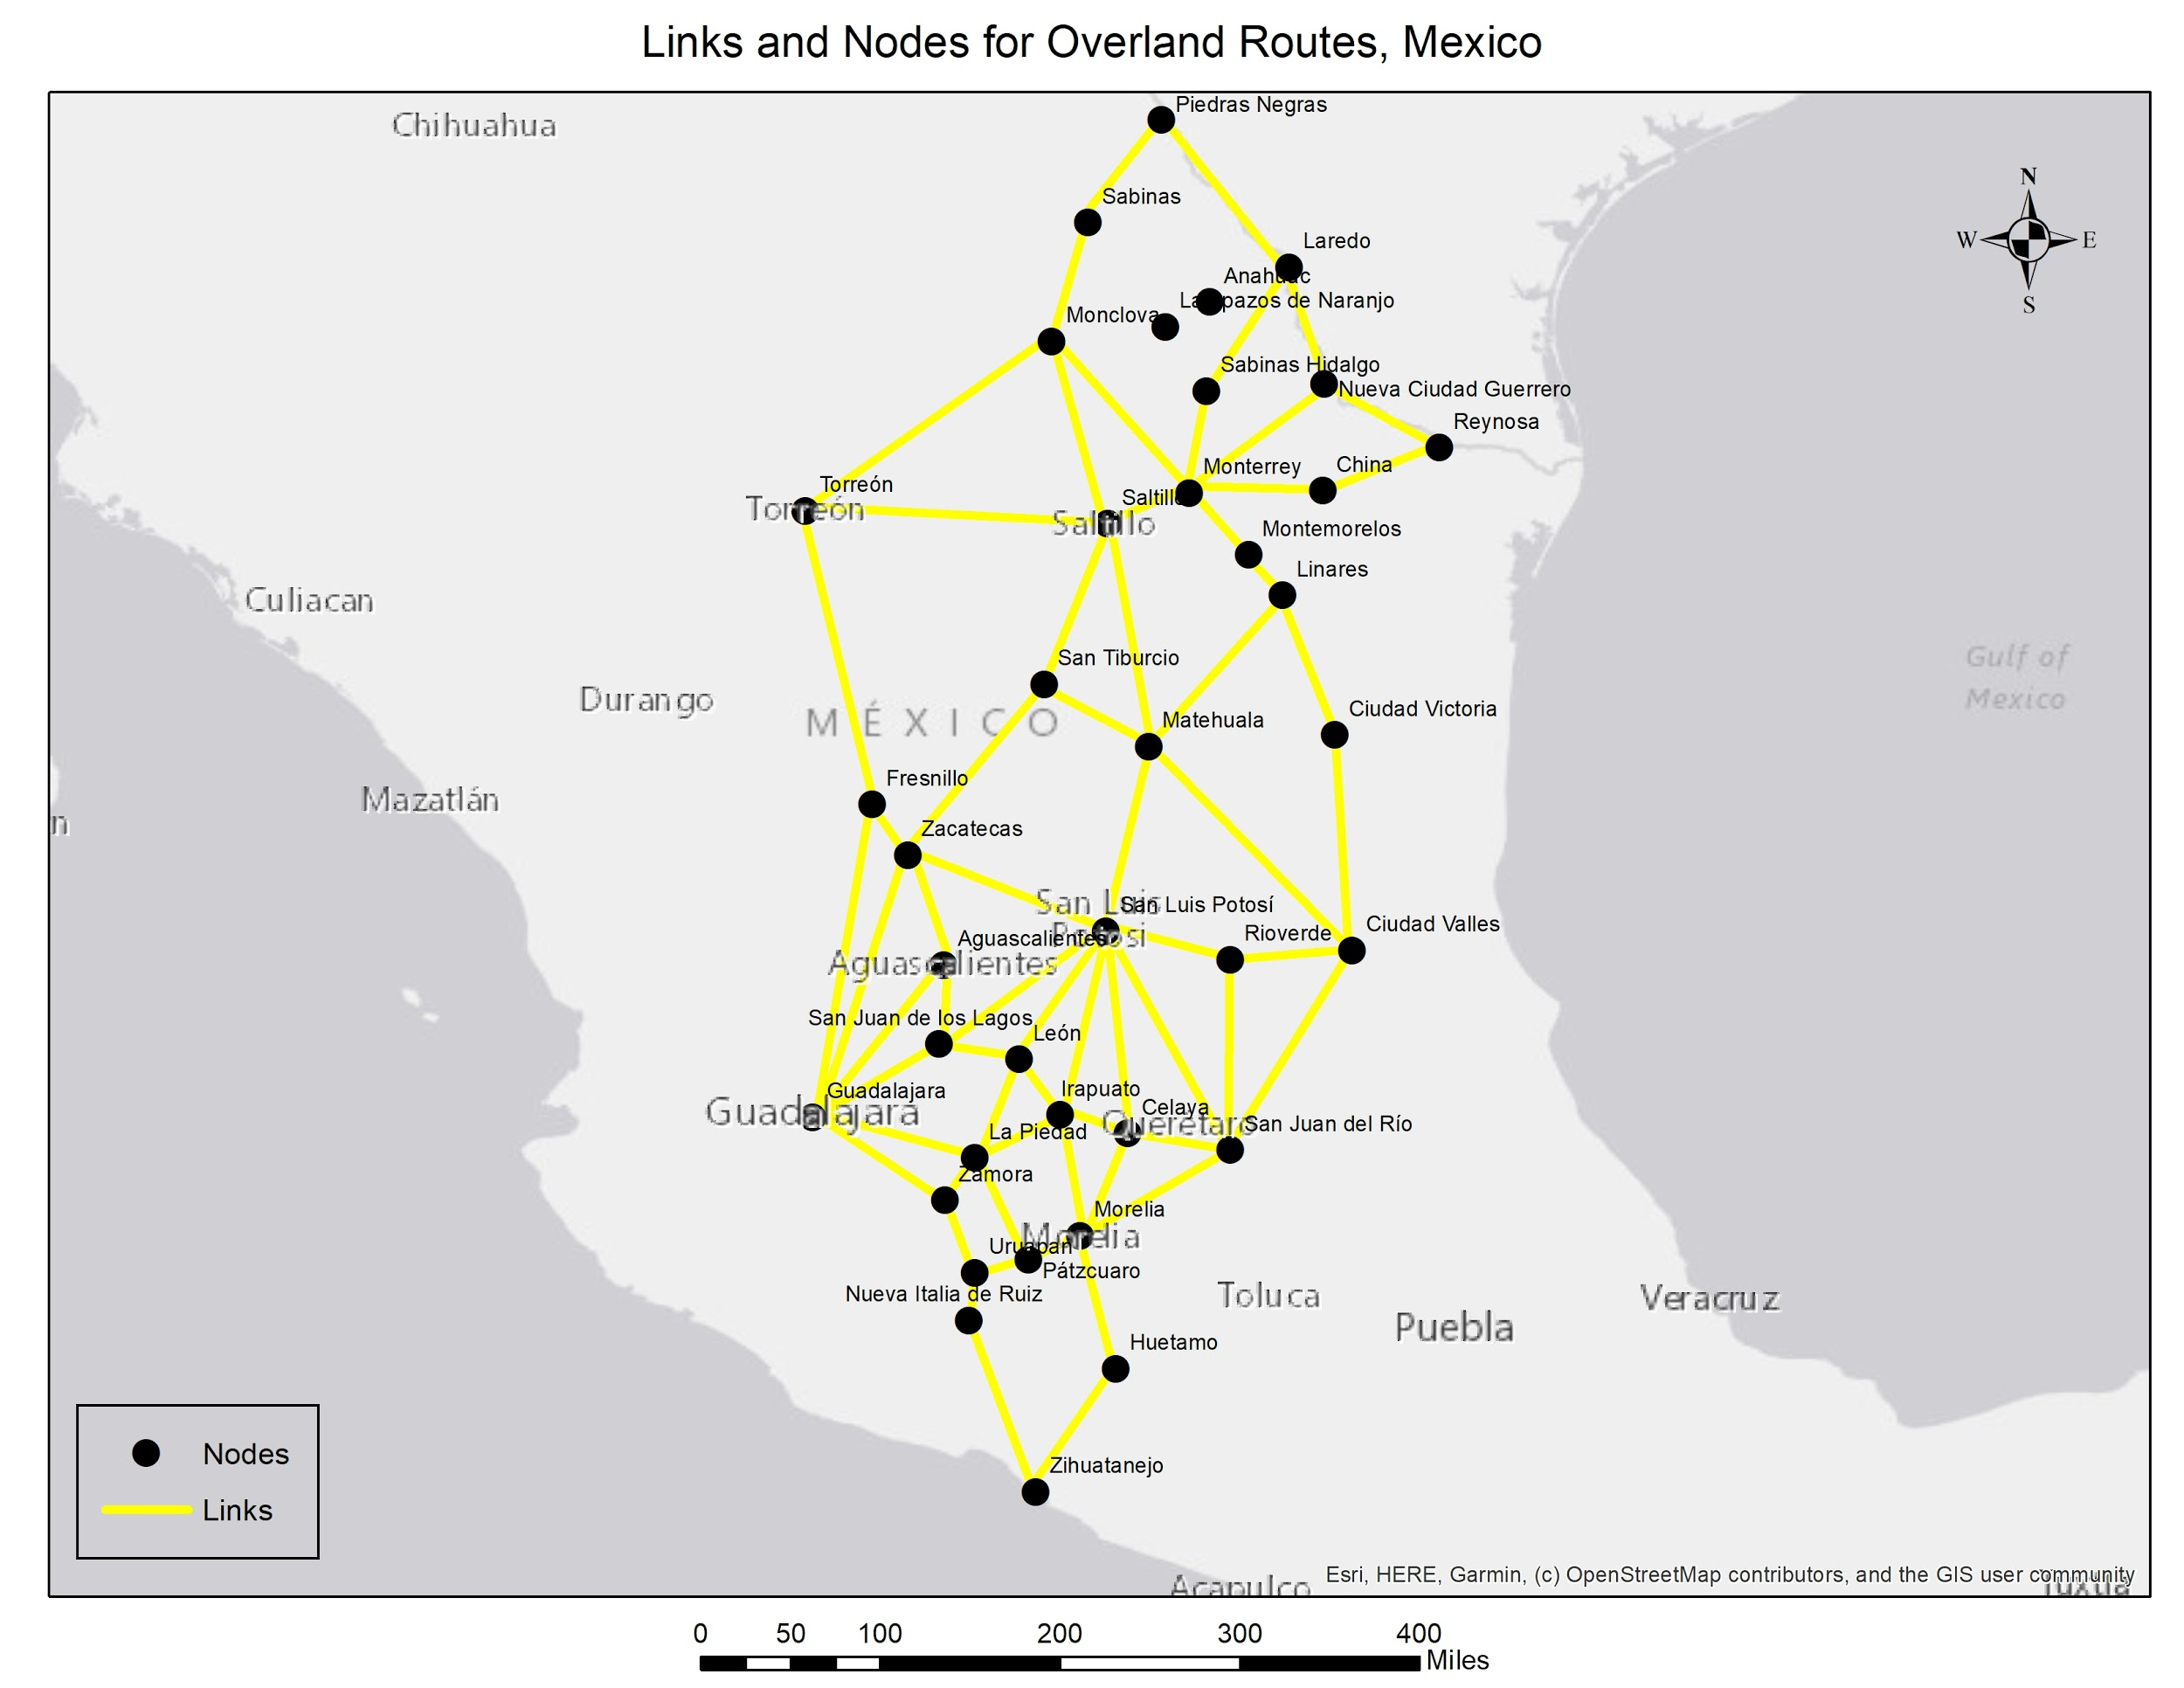 Links and Nodes for Overland Routes, Mexico
Piedras Negras
Chihuahua
N
Sabinas
W
E
Laredo
Anahuac
S
Monclova
Reynosa
Sabinas Hidalgo
Nueva Ciudad Guerrero
Monterrey
China
Torreón
Torreón
Saltillo
Saltillo
Montemorelos
Linares
Culiacan
San Tiburcio
Gulf of
Mexico
Durango
MÉXICO
Matehuala
Ciudad Victoria
Fresnillo
Mazatlán
n
Zacatecas
San Luis
Potosi
San Luis Potosí
Rioverde
Ciudad Valles
Aguascalientes
Aguascalientes
San Juan de los Lagos
León
Guadalajara
Guadalajara
Irapuato
Celaya
Querétaro
San Juan del Río
La Piedad
Zamora
Morelia
Morelia
Uruapan
Pátzcuaro
Nueva Italia de Ruiz
Toluca
Veracruz
Puebla
Huetamo
Zihuatanejo
Nodes
Links
Acapulco
Esri, HERE, Garmin, (c) OpenStreetMap contributors, and the GIS user community
0 50 100 200 300 400
Miles